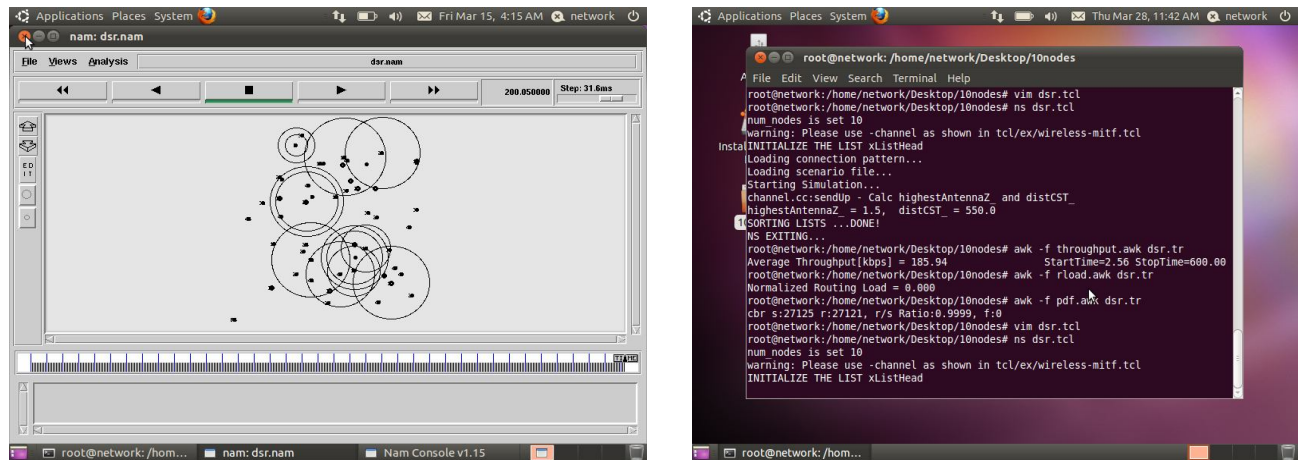 Applications Places System Fri Mar 15, 4:15 AM network
nam: dsr.nam
File Views Analysis dsr.nam
200.050000 Step: 31.6ms
ED
IT
TIME
root@network: /hom... nam: dsr.nam Nam Console v1.15
Applications Places System Thu Mar 28, 11:42 AM network
root@network: /home/network/Desktop/10nodes
File Edit View Search Terminal Help
root@network:/home/network/Desktop/10nodes# vim dsr.tcl
root@network:/home/network/Desktop/10nodes# ns dsr.tcl
num_nodes is set 10
warning: Please use -channel as shown in tcl/ex/wireless-mitf.tcl
Instal
INITIALIZE THE LIST xListHead
Loading connection pattern...
Loading scenario file...
Starting Simulation...
channel.cc:sendUp - Calc highestAntennaZ_ and distCST_
highestAntennaZ_ = 1.5, distCST_ = 550.0
SORTING LISTS ...DONE!
NS EXITING...
root@network:/home/network/Desktop/10nodes# awk -f throughput.awk dsr.tr
Average Throughput[kbps] = 185.94 StartTime=2.56 StopTime=600.00
root@network:/home/network/Desktop/10nodes# awk -f rload.awk dsr.tr
Normalized Routing Load = 0.000
root@network:/home/network/Desktop/10nodes# awk -f pdf.awk dsr.tr
cbr s:27125 r:27121, r/s Ratio:0.9999, f:0
root@network:/home/network/Desktop/10nodes# vim dsr.tcl
root@network:/home/network/Desktop/10nodes# ns dsr.tcl
num_nodes is set 10
warning: Please use -channel as shown in tcl/ex/wireless-mitf.tcl
INITIALIZE THE LIST xListHead
root@network: /hom...